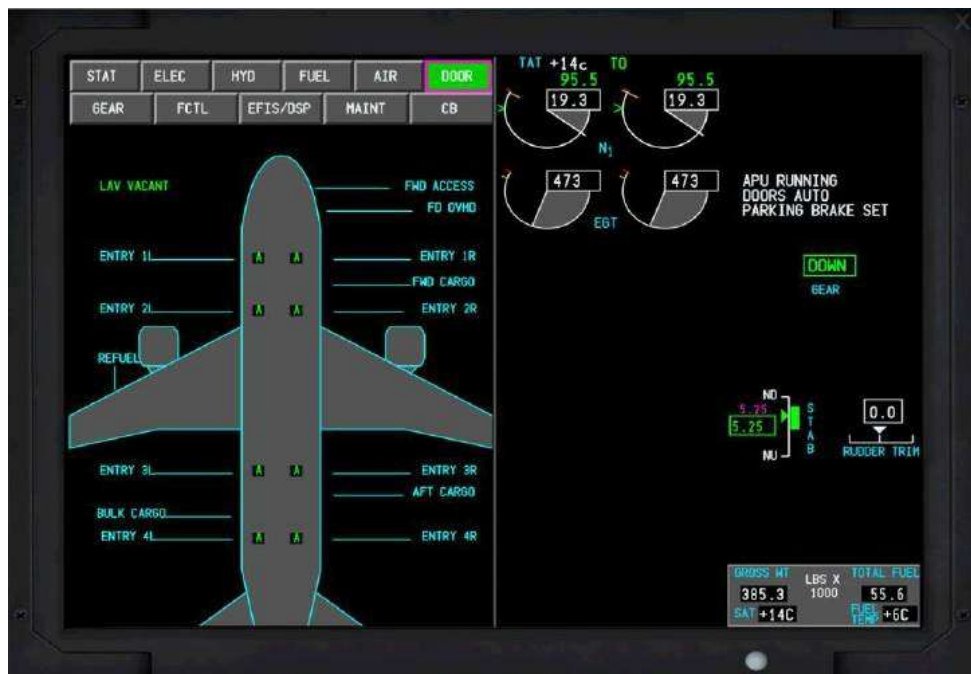 STAT ELEC HYD FUEL AIR DOOR
GEAR FCTL EFIS/DSP MAINT CB
LAV VACANT
FWD ACCESS
FD OVHD
ENTRY 1L A A ENTRY 1R
FWD CARGO
ENTRY 2L A A ENTRY 2R
REFUEL
ENTRY 3L A A ENTRY 3R
AFT CARGO
BULK CARGO
ENTRY 4L A A ENTRY 4R
TAT +14c TO
95.5 95.5
19.3 19.3
N1
473 473
EGT
APU RUNNING
DOORS AUTO
PARKING BRAKE SET
DOWN
GEAR
ND
5.25
5.25
NU
STAB
0.0
RUDDER TRIM
GROSS WT LBS X 1000 TOTAL FUEL
385.3 55.6
SAT +14C FUEL TEMP +6C
X